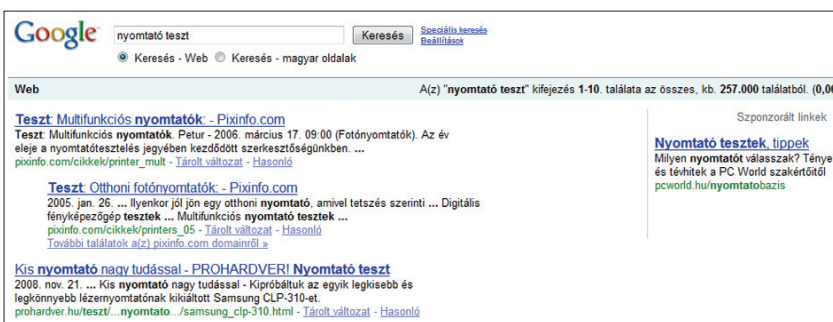 Google
nyomtató teszt
Keresés
Speciális keresés
Beállítások
Keresés - Web
Keresés - magyar oldalak
Web
A(z) "nyomtató teszt" kifejezés 1-10. találata az összes, kb. 257.000 találatból. (0,0
Szponzorált linkek
Teszt: Multifunkciós nyomtatók: - Pixinfo.com
Teszt: Multifunkciós nyomtatók. Petur - 2006. március 17. 09:00 (Fotónyomtatók). Az év
eleje a nyomtatótesztelés jegyében kezdődött szerkesztőségünkben. ...
pixinfo.com/cikkek/printer_mult - Tárolt változat - Hasonló
Teszt: Otthoni fotónyomtatók: - Pixinfo.com
2005. jan. 26. ... Ilyenkor jól jön egy otthoni nyomtató, amivel tetszés szerinti ... Digitális
fényképezőgép tesztek ... Multifunkciós nyomtató tesztek ...
pixinfo.com/cikkek/printers_05 - Tárolt változat - Hasonló
További találatok a(z) pixinfo.com domainről »
Kis nyomtató nagy tudással - PROHARDVER! Nyomtató teszt
2008. nov. 21. ... Kis nyomtató nagy tudással - Kipróbáltuk az egyik legkisebb és
legkönnyebb lézernyomtatónak kikiáltott Samsung CLP-310-et.
prohardver.hu/teszt/...nyomtato.../samsung_clp-310.html - Tárolt változat - Hasonló
Nyomtató tesztek, tippek
Milyen nyomtatót válasszak? Ténye
és tévhitek a PC World szakértőitől
pcworld.hu/nyomtatobazis